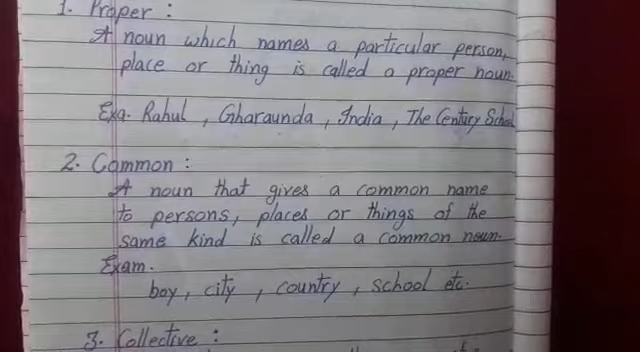 1. Proper :
A noun which names a particular person,
place or thing is called a proper noun.
Exa. Rahul , Gharaunda , India , The Century School
2. Common :
A noun that gives a common name
to persons, places or things of the
same kind is called a common noun.
Exam.
boy, city , country , school etc.
3. Collective :